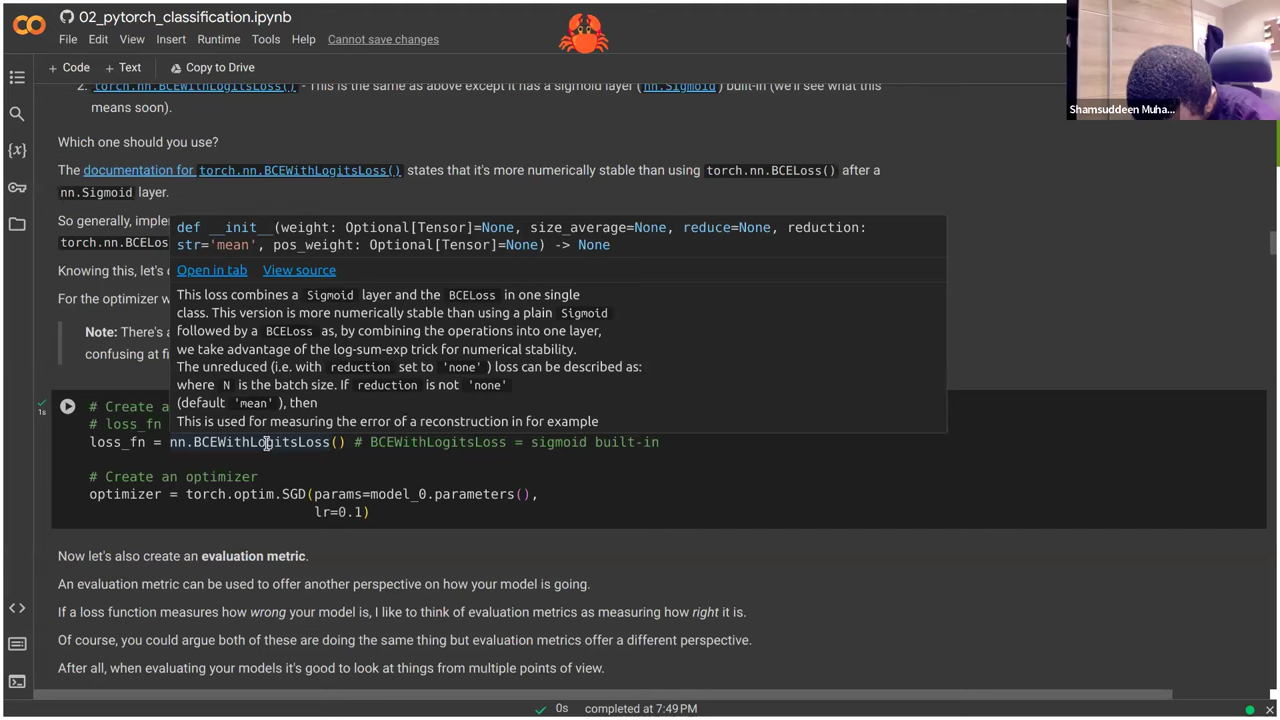 02_pytorch_classification.ipynb
File Edit View Insert Runtime Tools Help Cannot save changes
+ Code + Text Copy to Drive
Shamsuddeen Muha...
2. torch.nn.BCEWithLogitsLoss() - This is the same as above except it has a sigmoid layer (nn.Sigmoid) built-in (we'll see what this
means soon).
Which one should you use?
The documentation for torch.nn.BCEWithLogitsLoss() states that it's more numerically stable than using torch.nn.BCELoss() after a
nn.Sigmoid layer.
So generally, imple
torch.nn.BCELos
Knowing this, let's c
For the optimizer w
Note: There's a
confusing at fi
def __init__(weight: Optional[Tensor]=None, size_average=None, reduce=None, reduction:
str='mean', pos_weight: Optional[Tensor]=None) -> None
Open in tab View source
This loss combines a Sigmoid layer and the BCELoss in one single
class. This version is more numerically stable than using a plain Sigmoid
followed by a BCELoss as, by combining the operations into one layer,
we take advantage of the log-sum-exp trick for numerical stability.
The unreduced (i.e. with reduction set to 'none') loss can be described as:
where N is the batch size. If reduction is not 'none'
(default 'mean'), then
This is used for measuring the error of a reconstruction in for example
1s
# Create a
# loss_fn
loss_fn = nn.BCEWithLogitsLoss() # BCEWithLogitsLoss = sigmoid built-in
# Create an optimizer
optimizer = torch.optim.SGD(params=model_0.parameters(),
lr=0.1)
Now let's also create an evaluation metric.
An evaluation metric can be used to offer another perspective on how your model is going.
If a loss function measures how wrong your model is, I like to think of evaluation metrics as measuring how right it is.
Of course, you could argue both of these are doing the same thing but evaluation metrics offer a different perspective.
After all, when evaluating your models it's good to look at things from multiple points of view.
0s completed at 7:49 PM